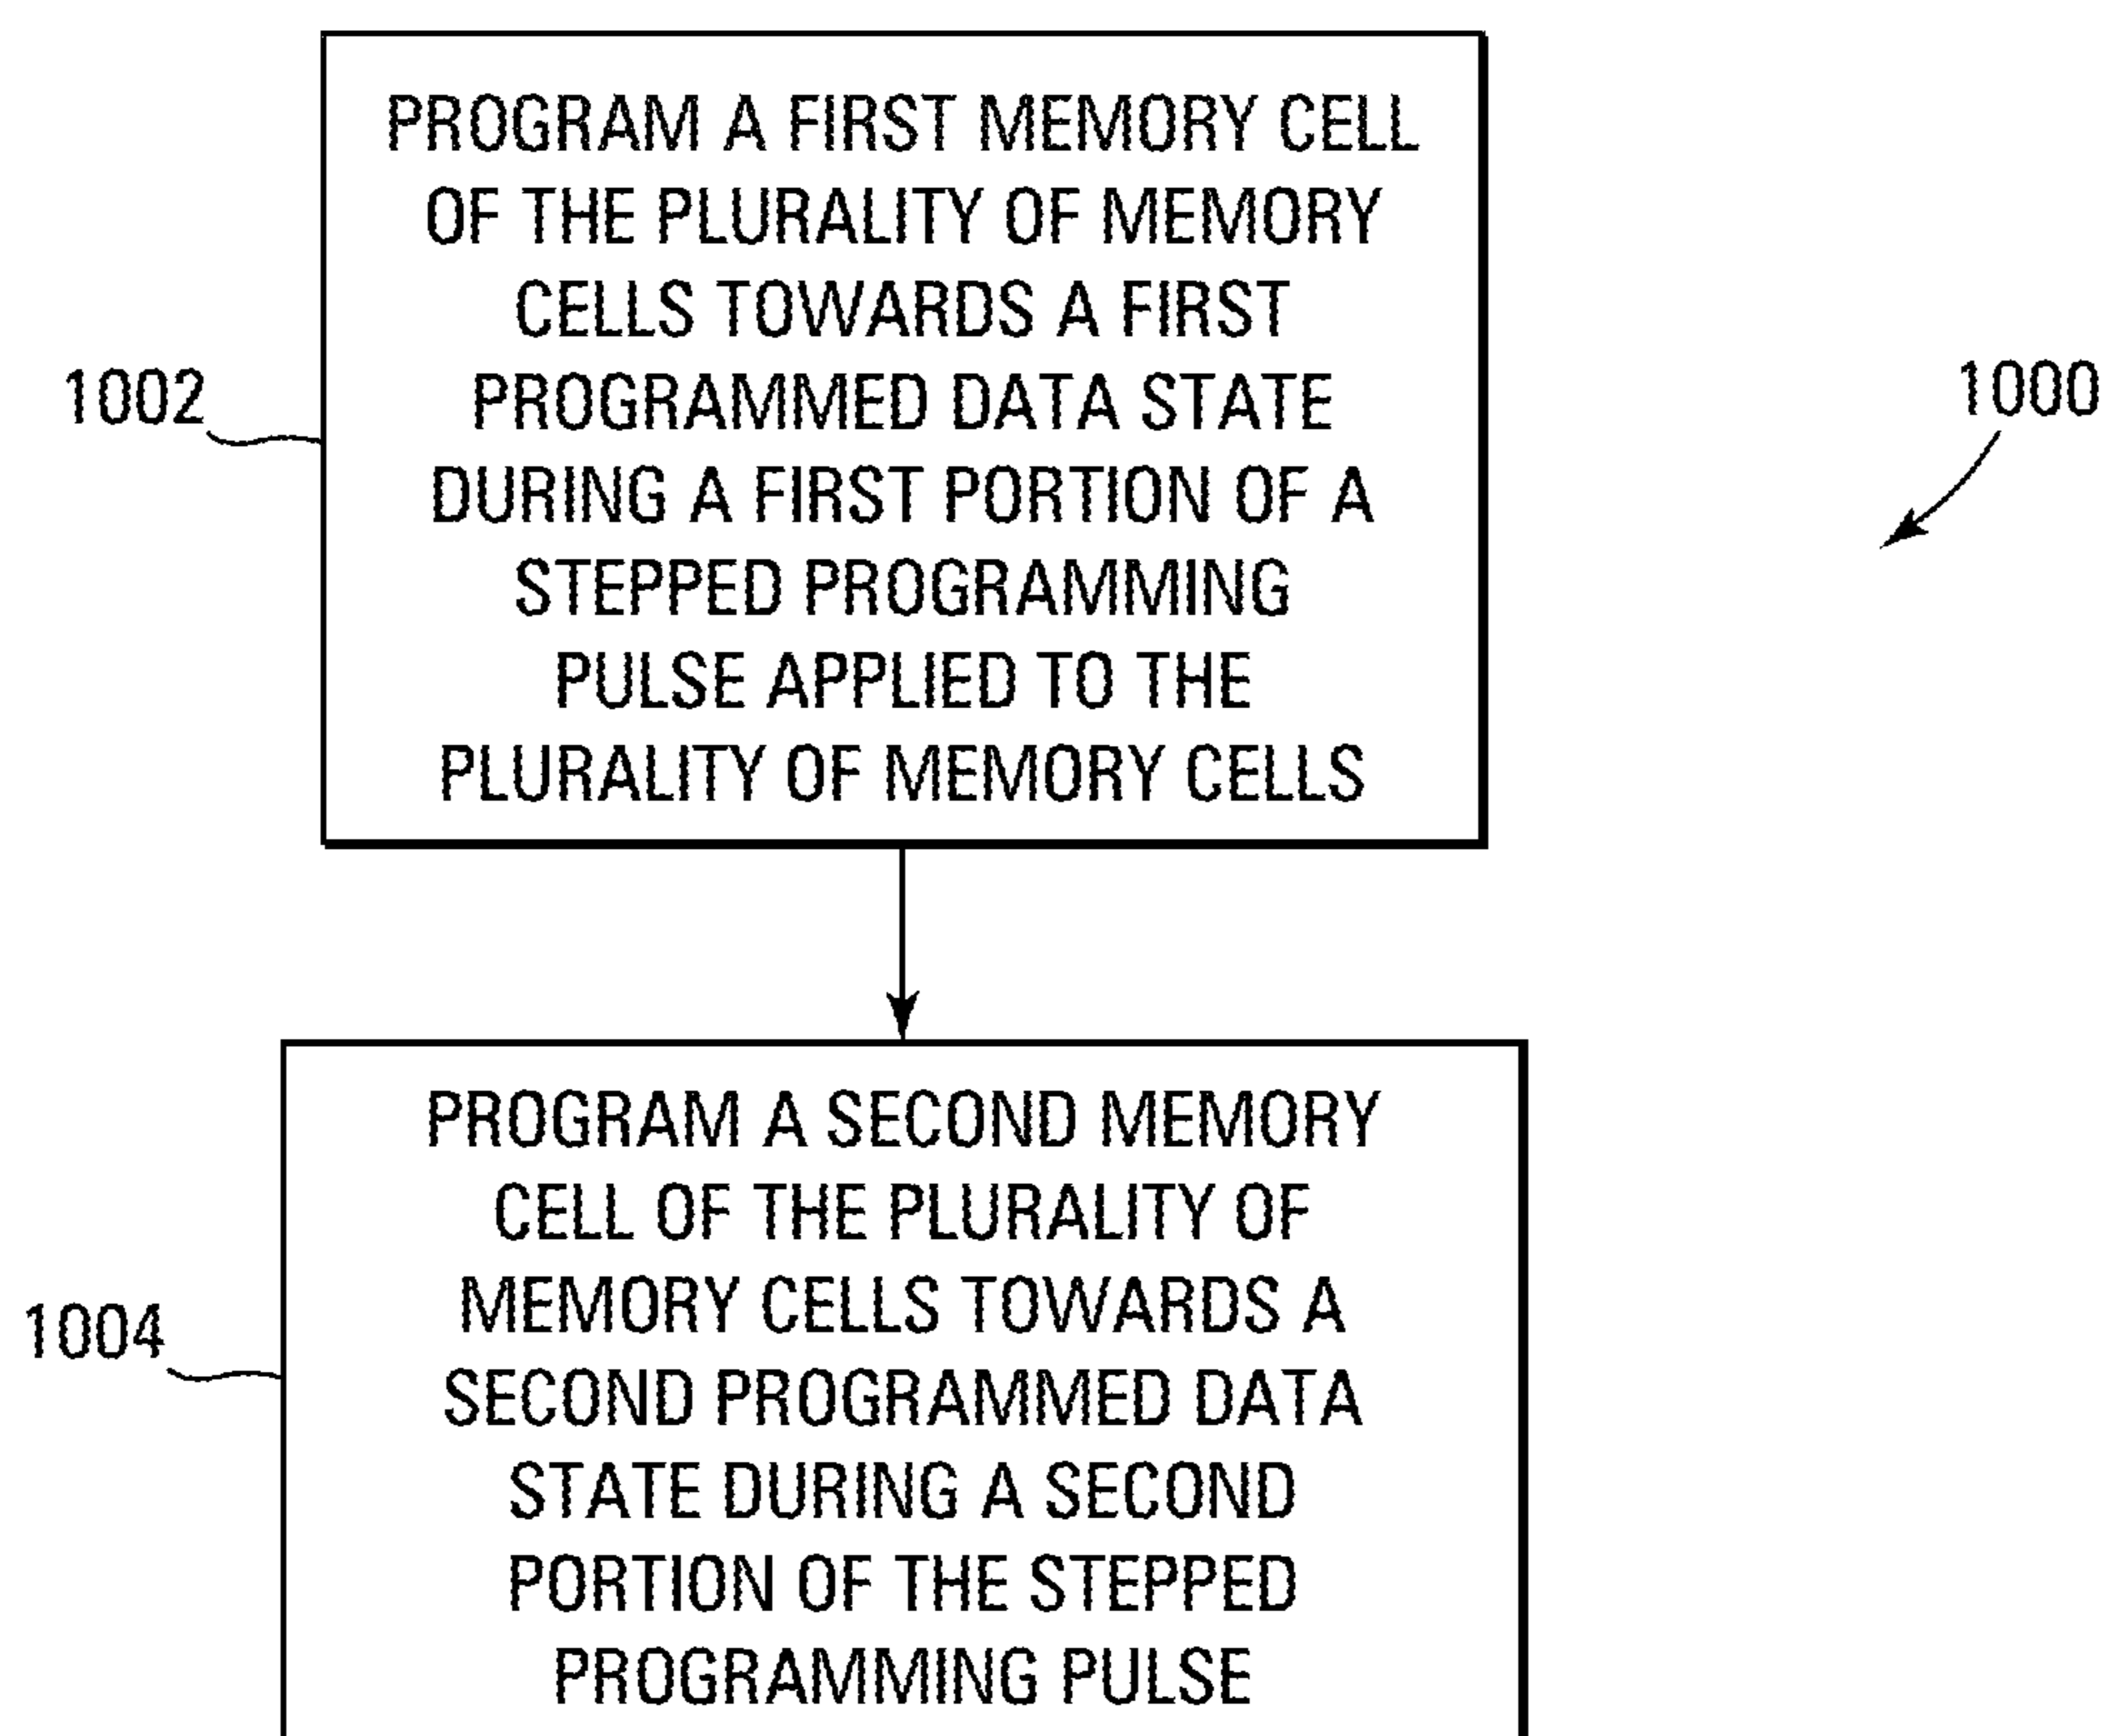 PROGRAM A FIRST MEMORY CELL
OF THE PLURALITY OF MEMORY
CELLS TOWARDS A FIRST
PROGRAMMED DATA STATE
DURING A FIRST PORTION OF A
STEPPED PROGRAMMING
PULSE APPLIED TO THE
PLURALITY OF MEMORY CELLS
1002
1000
PROGRAM A SECOND MEMORY
CELL OF THE PLURALITY OF
MEMORY CELLS TOWARDS A
SECOND PROGRAMMED DATA
STATE DURING A SECOND
PORTION OF THE STEPPED
PROGRAMMING PULSE
1004